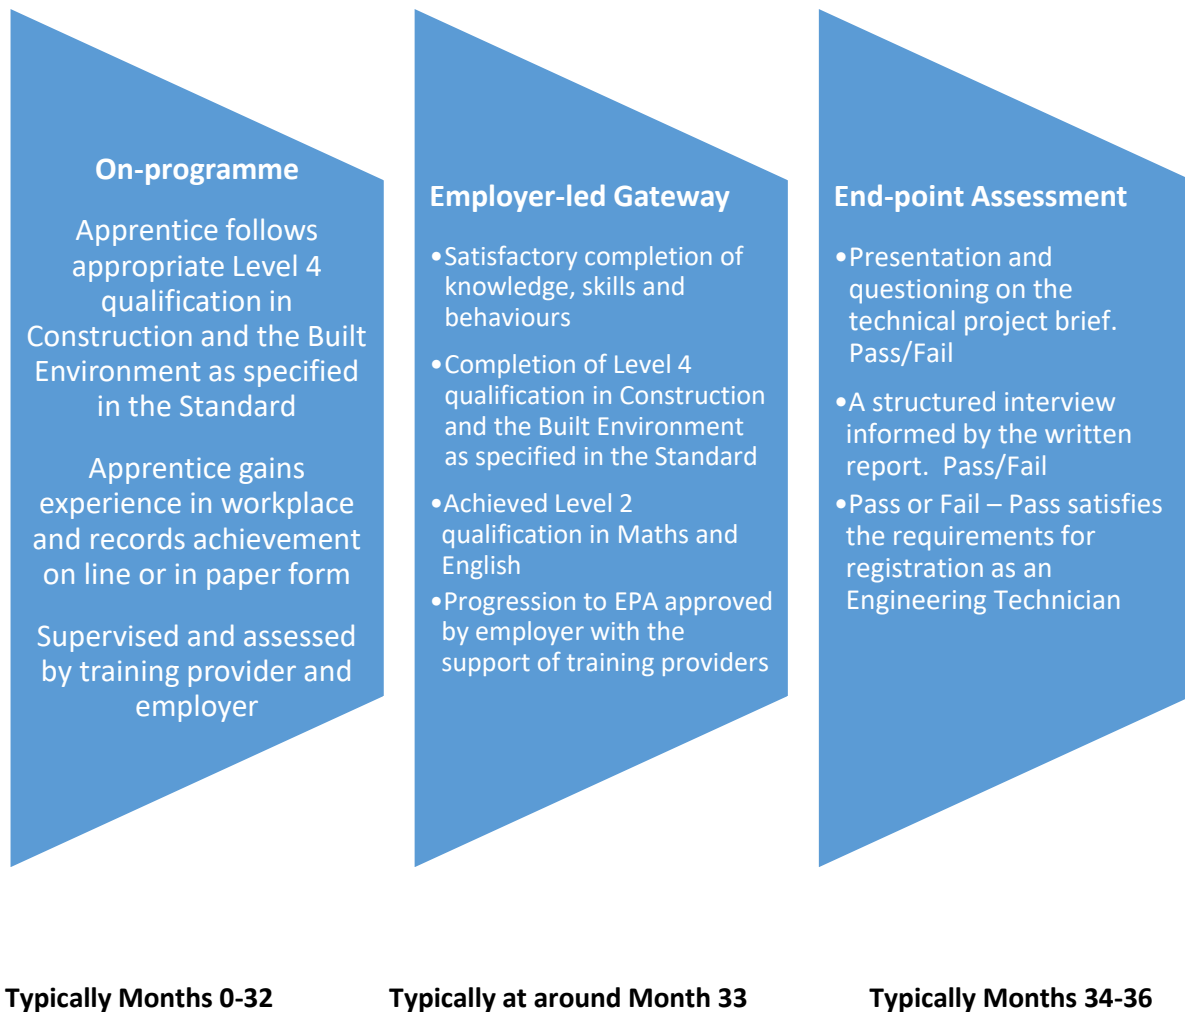 On-programme
Apprentice follows
appropriate Level 4
qualification in
Construction and the Built
Environment as specified
in the Standard
Apprentice gains
experience in workplace
and records achievement
on line or in paper form
Supervised and assessed
by training provider and
employer
Employer-led Gateway
•Satisfactory completion of
knowledge, skills and
behaviours
•Completion of Level 4
qualification in Construction
and the Built Environment
as specified in the Standard
•Achieved Level 2
qualification in Maths and
English
•Progression to EPA approved
by employer with the
support of training providers
End-point Assessment
•Presentation and
questioning on the
technical project brief.
Pass/Fail
•A structured interview
informed by the written
report.  Pass/Fail
•Pass or Fail – Pass satisfies
the requirements for
registration as an
Engineering Technician
Typically Months 0-32
Typically at around Month 33
Typically Months 34-36